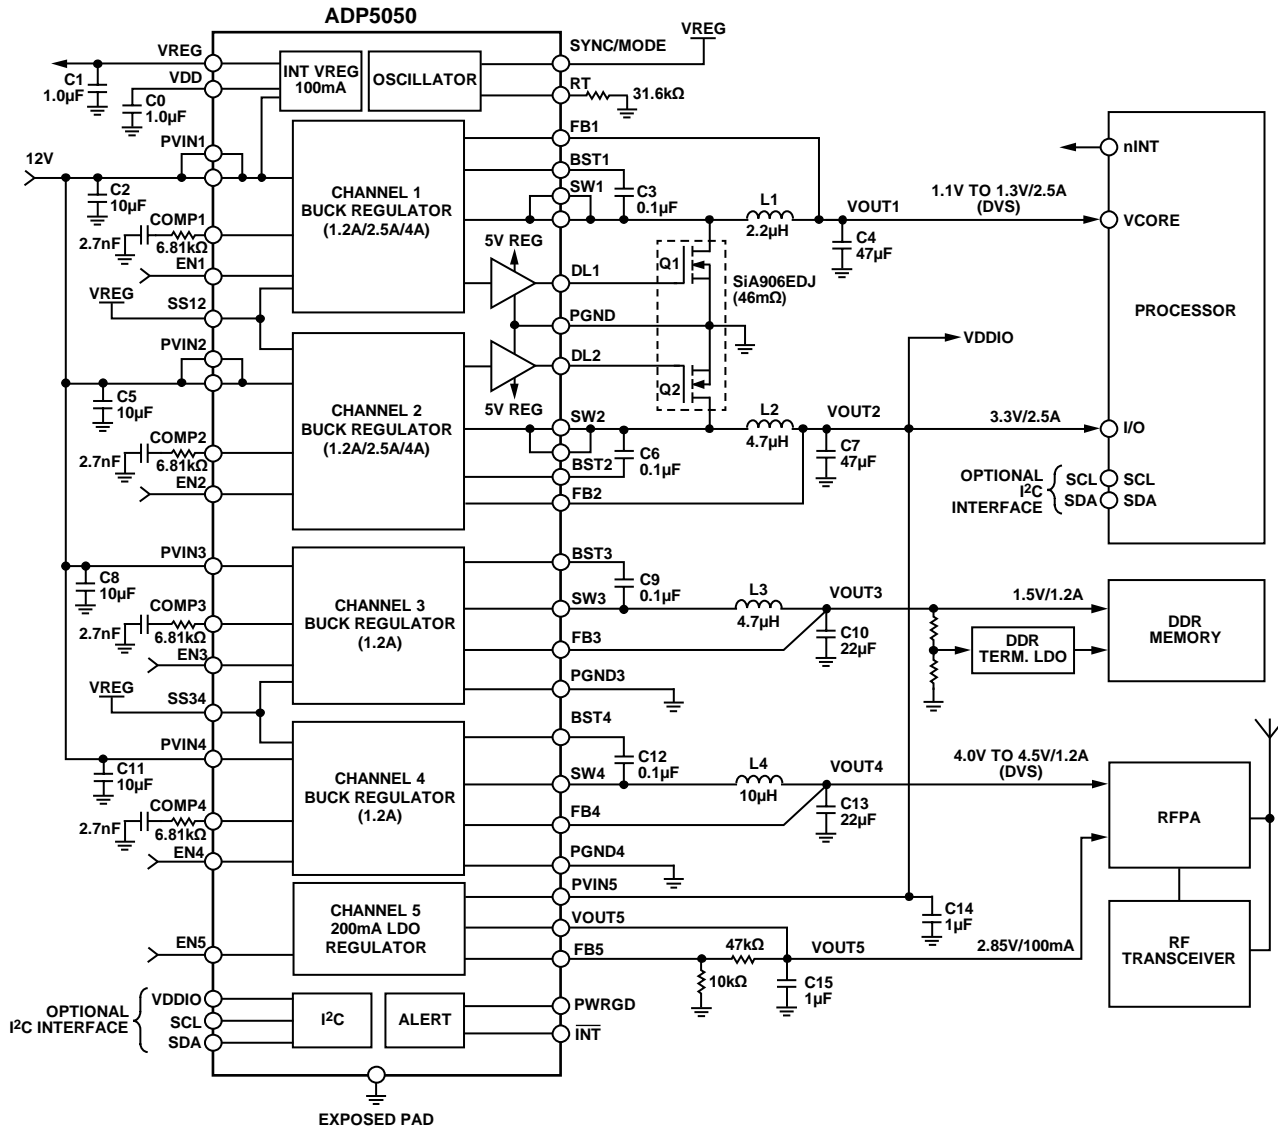 ADP5050
VREG
C1
1.0µF
VDD
C0
1.0µF
INT VREG
100mA
OSCILLATOR
SYNC/MODE
VREG
RT
31.6kΩ
12V
PVIN1
C2
10µF
COMP1
2.7nF
6.81kΩ
EN1
VREG
SS12
CHANNEL 1
BUCK REGULATOR
(1.2A/2.5A/4A)
FB1
BST1
SW1
C3
0.1µF
L1
2.2µH
VOUT1
C4
47µF
1.1V TO 1.3V/2.5A
(DVS)
5V REG
DL1
Q1
SiA906EDJ
(46mΩ)
PGND
DL2
Q2
5V REG
PVIN2
C5
10µF
COMP2
2.7nF
6.81kΩ
EN2
CHANNEL 2
BUCK REGULATOR
(1.2A/2.5A/4A)
SW2
BST2
C6
0.1µF
FB2
L2
4.7µH
VOUT2
C7
47µF
VDDIO
3.3V/2.5A
nINT
VCORE
PROCESSOR
I/O
OPTIONAL
I2C
INTERFACE
SCL
SDA
SCL
SDA
PVIN3
C8
10µF
COMP3
2.7nF
6.81kΩ
EN3
VREG
SS34
CHANNEL 3
BUCK REGULATOR
(1.2A)
BST3
C9
0.1µF
SW3
FB3
PGND3
L3
4.7µH
VOUT3
C10
22µF
1.5V/1.2A
DDR
TERM. LDO
DDR
MEMORY
PVIN4
C11
10µF
COMP4
2.7nF
6.81kΩ
EN4
CHANNEL 4
BUCK REGULATOR
(1.2A)
BST4
C12
0.1µF
SW4
FB4
PGND4
L4
10µH
VOUT4
C13
22µF
4.0V TO 4.5V/1.2A
(DVS)
RFPA
EN5
CHANNEL 5
200mA LDO
REGULATOR
PVIN5
VOUT5
FB5
47kΩ
10kΩ
VOUT5
C15
1µF
C14
1µF
2.85V/100mA
RF
TRANSCEIVER
OPTIONAL
I2C INTERFACE
VDDIO
SCL
SDA
I2C
ALERT
PWRGD
INT
EXPOSED PAD